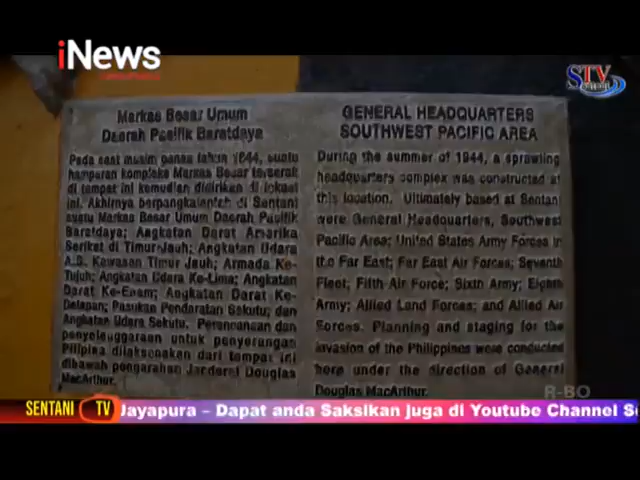 iNews
STV
Markas Besar Umum
Daerah Pasifik Baratdaya
Pada saat musim panas tahun 1944, suatu
hamparan kompleks Markas Besar terserak
di tempat ini kemudian didirikan di lokasi
ini. Akhirnya berpangkalanlah di Sentani
suatu Markas Besar Umum Daerah Pasifik
Baratdaya; Angkatan Darat Amerika
Serikat di Timur-Jauh; Angkatan Udara
A.S. Kawasan Timur Jauh; Armada Ke-
Tujuh; Angkatan Udara Ke-Lima; Angkatan
Darat Ke-Enam; Angkatan Darat Ke-
Delapan; Pasukan Pendaratan Sekutu; dan
Angkatan Udara Sekutu. Perencanaan dan
penyelenggaraan untuk penyerangan
Pilipina dilaksanakan dari tempat ini
dibawah pengarahan Jenderal Douglas
MacArthur.
GENERAL HEADQUARTERS
SOUTHWEST PACIFIC AREA
During the summer of 1944, a sprawling
headquarters complex was constructed at
this location. Ultimately based at Sentani
were General Headquarters, Southwest
Pacific Area; United States Army Forces in
the Far East; Far East Air Forces; Seventh
Fleet, Fifth Air Force; Sixth Army; Eighth
Army; Allied Land Forces; and Allied Air
Forces. Planning and staging for the
invasion of the Philippines were conducted
here under the direction of General
Douglas MacArthur.
R-BO
SENTANI TV Jayapura – Dapat anda Saksikan juga di Youtube Channel S